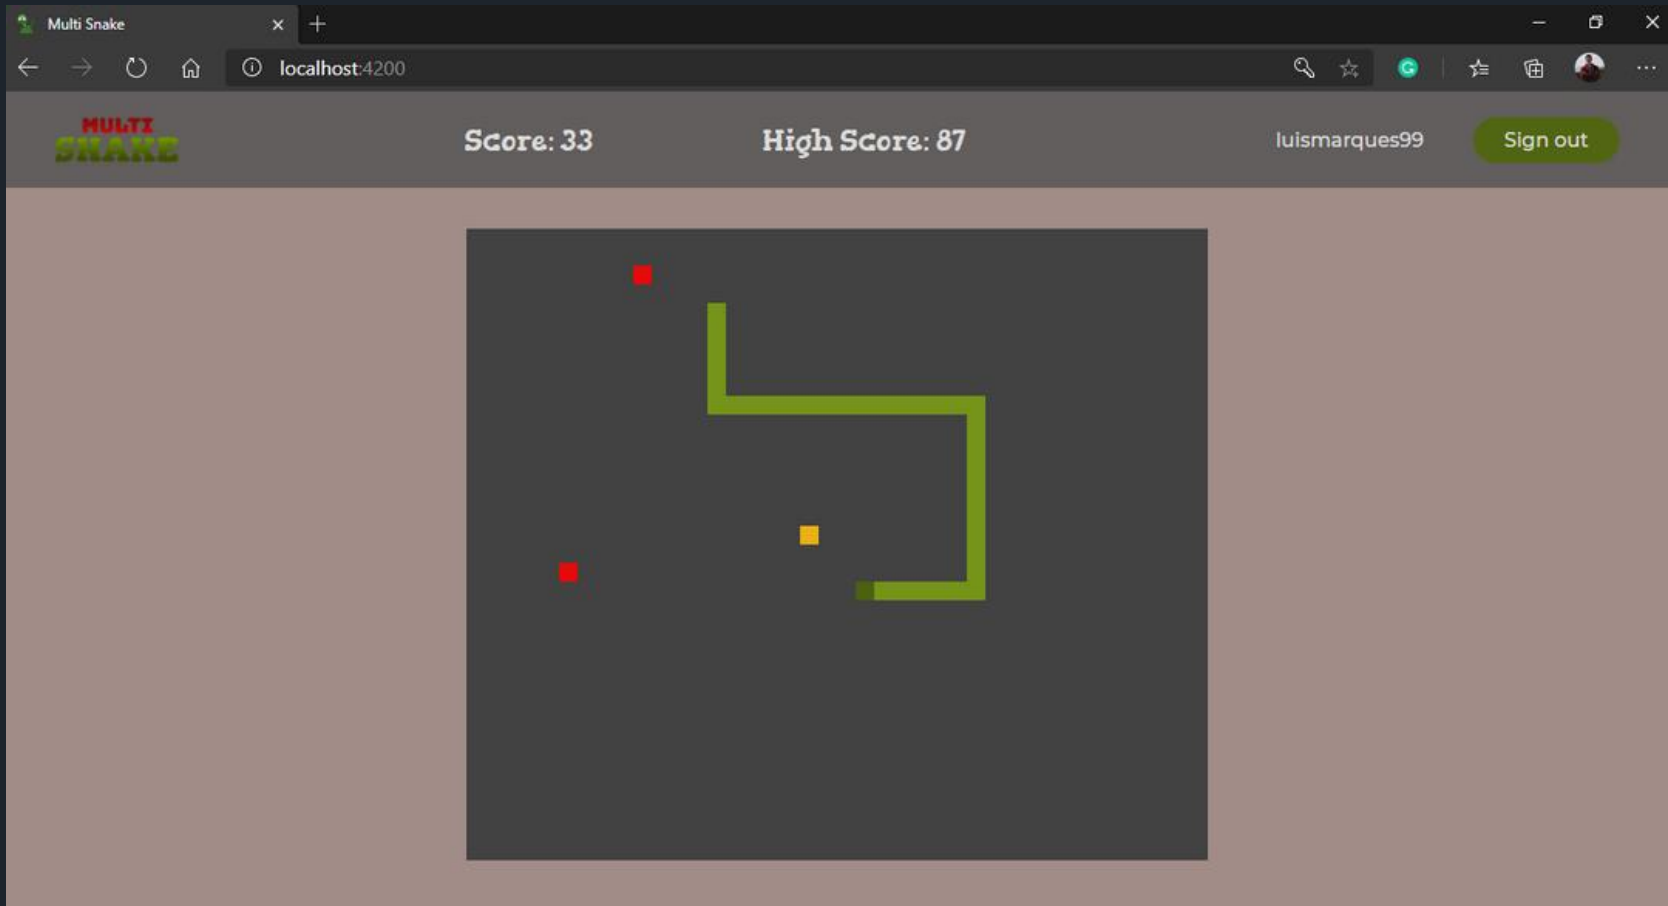 Multi Snake
localhost:4200
MULTI
SNAKE
Score: 33
High Score: 87
luismarques99
Sign out